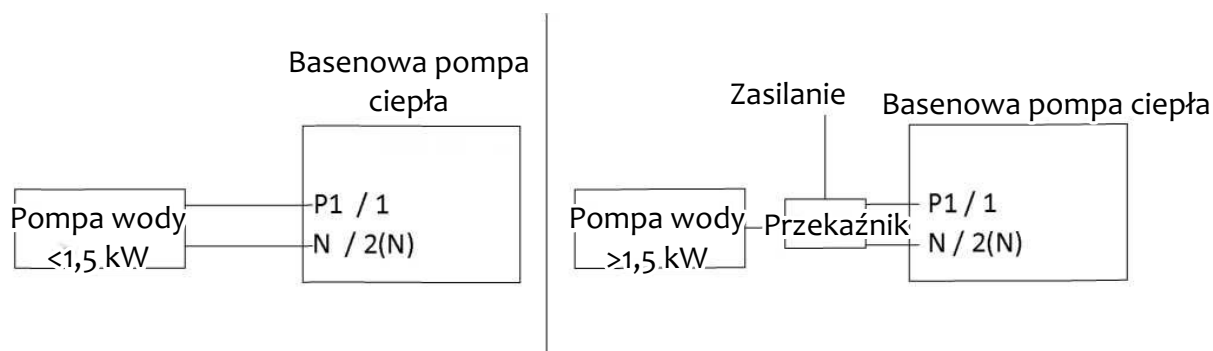 Basenowa pompa
ciepła
P1 / 1
N / 2(N)
Pompa wody
<1,5 kW
Zasilanie
Basenowa pompa ciepła
P1 / 1
N / 2(N)
Pompa wody
>1,5 kW
Przekaźnik